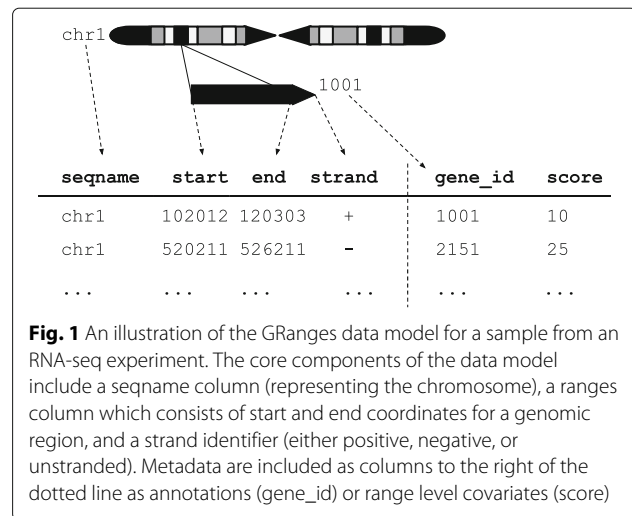 chr1
1001
seqname start end strand gene_id score
chr1 102012 120303 + 1001 10
chr1 520211 526211 - 2151 25
... ... ... ... ... ...
Fig. 1 An illustration of the GRanges data model for a sample from an
RNA-seq experiment. The core components of the data model
include a seqname column (representing the chromosome), a ranges
column which consists of start and end coordinates for a genomic
region, and a strand identifier (either positive, negative, or
unstranded). Metadata are included as columns to the right of the
dotted line as annotations (gene_id) or range level covariates (score)